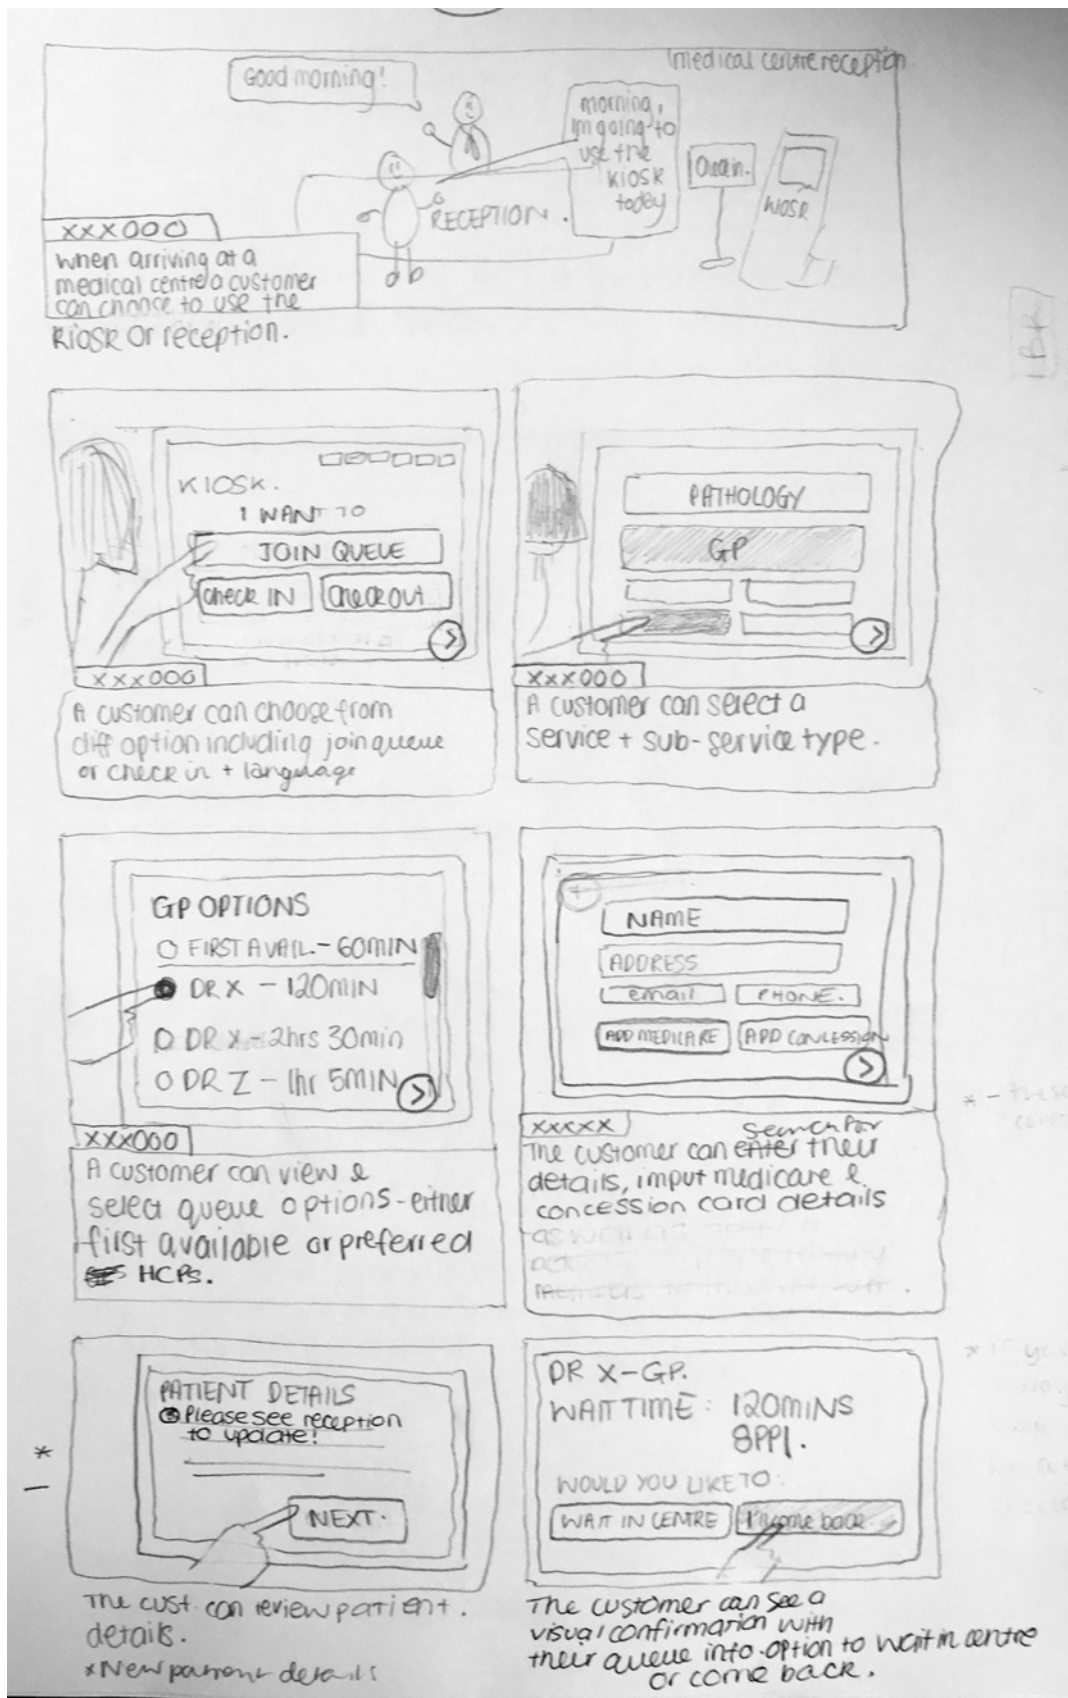 medical centre reception
Good morning!
morning,
Im going to
use the
kiosk
today
RECEPTION.
KIOSK
XXX000
when arriving at a
medical centre a customer
can choose to use the
kiosk or reception.
KIOSK.
I WANT TO
JOIN QUEUE
CHECK IN
CHECK OUT
XXX000
A customer can choose from
diff option including join queue
or check in + language
PATHOLOGY
GP
XXX000
A customer can select a
service + sub-service type.
GP OPTIONS
FIRST AVAIL. - 60MIN
DR X - 120MIN
DR Y - 2hrs 30min
DR Z - 1hr 5MIN
XXX000
A customer can view &
select queue options - either
first available or preferred
HCPs.
NAME
ADDRESS
email
PHONE.
ADD MEDICARE
ADD CONCESSION
XXXXX
search for
The customer can enter their
details, imput medicare &
concession card details
as well as
PATIENT DETAILS
Please see reception
to update!
NEXT.
*
The cust. can review patient.
details.
*New patient details
DR X-GP.
WAIT TIME: 120MINS
8PPl.
WOULD YOU LIKE TO:
WAIT IN CENTRE
come back
The customer can see a
visual confirmation with
their queue info.option to wait in centre
or come back.
* If you